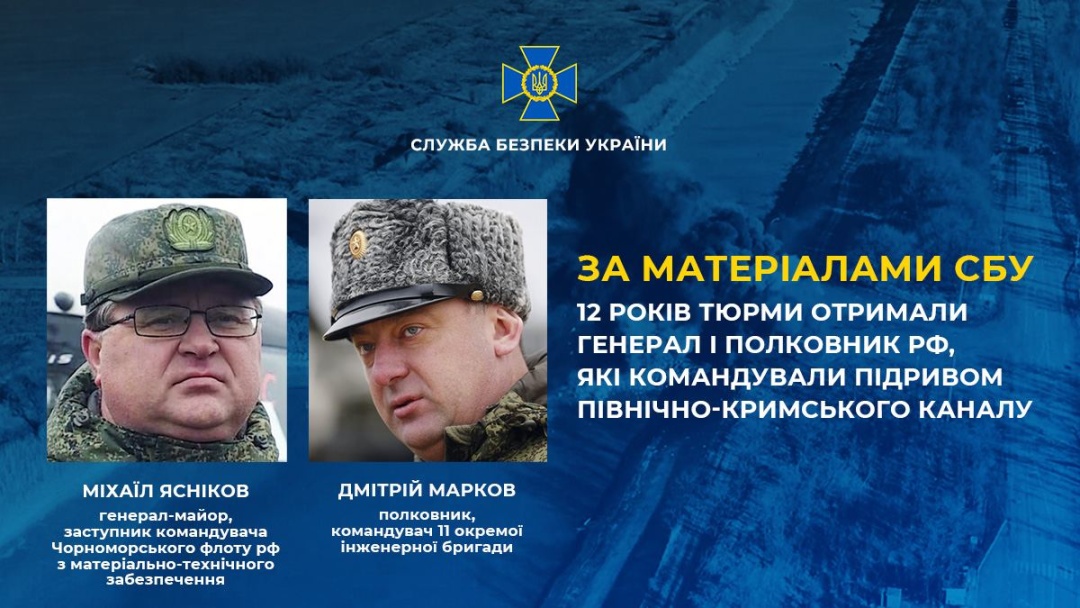 СЛУЖБА БЕЗПЕКИ УКРАЇНИ
ЗА МАТЕРІАЛАМИ СБУ
12 РОКІВ ТЮРМИ ОТРИМАЛИ
ГЕНЕРАЛ І ПОЛКОВНИК РФ,
ЯКІ КОМАНДУВАЛИ ПІДРИВОМ
ПІВНІЧНО-КРИМСЬКОГО КАНАЛУ
МІХАЇЛ ЯСНІКОВ
генерал-майор,
заступник командувача
Чорноморського флоту рф
з матеріально-технічного
забезпечення
ДМІТРІЙ МАРКОВ
полковник,
командувач 11 окремої
інженерної бригади